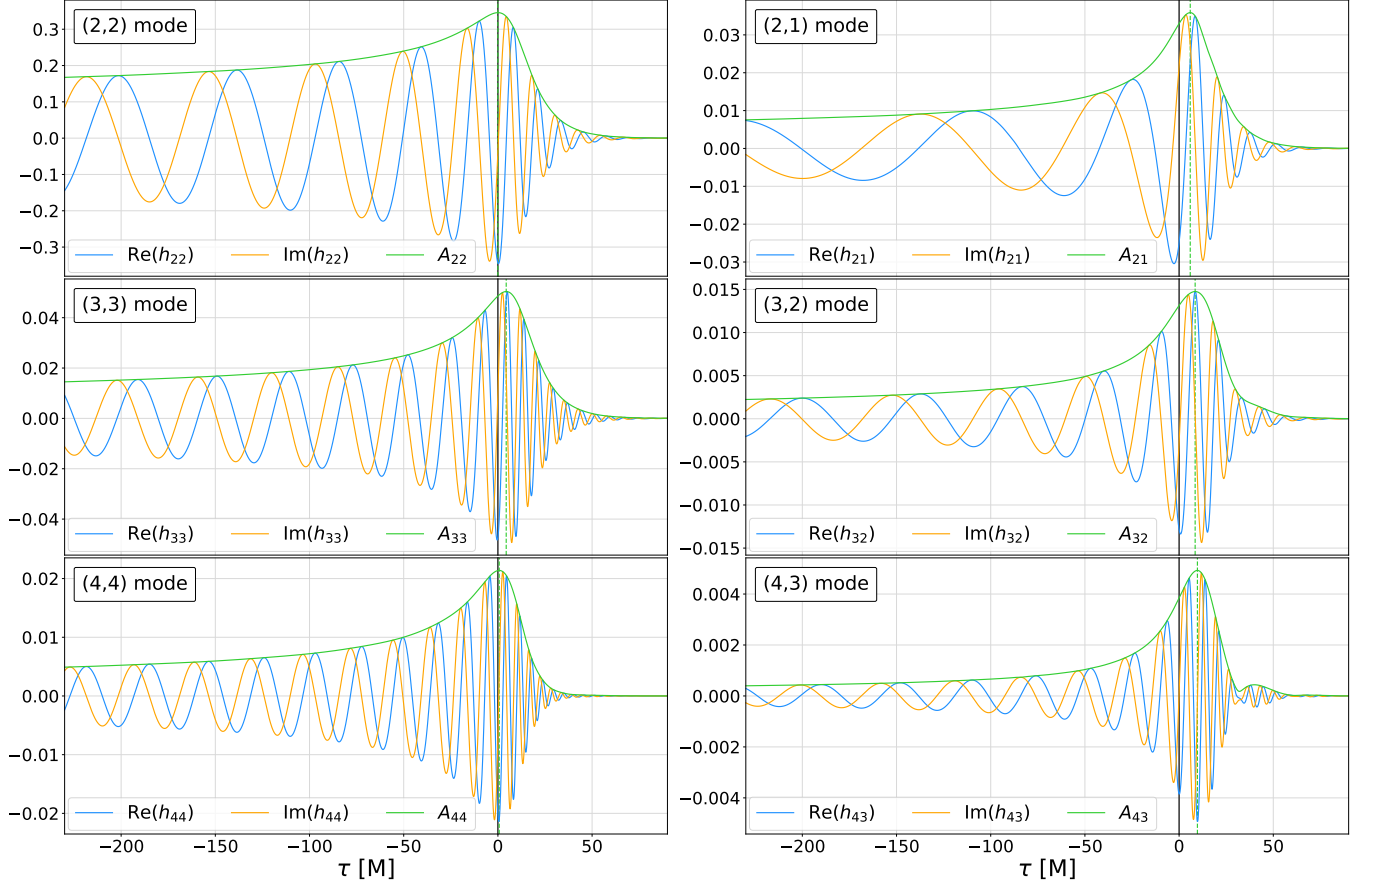 (2,2) mode
0.3
0.2
0.1
0.0
−0.1
−0.2
−0.3
Re(h22) Im(h22) A22
(2,1) mode
0.03
0.02
0.01
0.00
−0.01
−0.02
−0.03
Re(h21) Im(h21) A21
(3,3) mode
0.04
0.02
0.00
−0.02
−0.04
Re(h33) Im(h33) A33
(3,2) mode
0.015
0.010
0.005
0.000
−0.005
−0.010
−0.015
Re(h32) Im(h32) A32
(4,4) mode
0.02
0.01
0.00
−0.01
−0.02
Re(h44) Im(h44) A44
−200 −150 −100 −50 0 50
τ [M]
(4,3) mode
0.004
0.002
0.000
−0.002
−0.004
Re(h43) Im(h43) A43
−200 −150 −100 −50 0 50
τ [M]